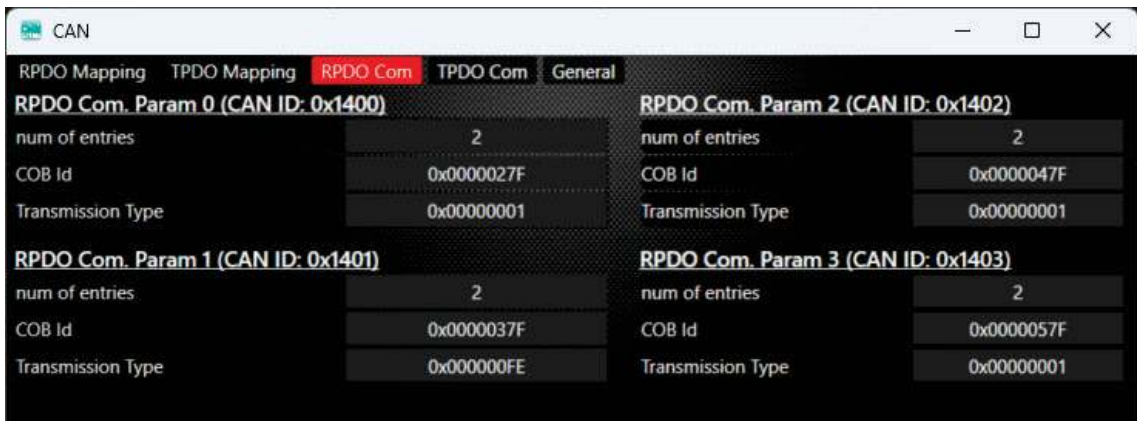 CAN
RPDO Mapping TPDO Mapping RPDO Com TPDO Com General
RPDO Com. Param 0 (CAN ID: 0x1400)
num of entries 2
COB Id 0x0000027F
Transmission Type 0x00000001
RPDO Com. Param 1 (CAN ID: 0x1401)
num of entries 2
COB Id 0x0000037F
Transmission Type 0x000000FE
RPDO Com. Param 2 (CAN ID: 0x1402)
num of entries 2
COB Id 0x0000047F
Transmission Type 0x00000001
RPDO Com. Param 3 (CAN ID: 0x1403)
num of entries 2
COB Id 0x0000057F
Transmission Type 0x00000001